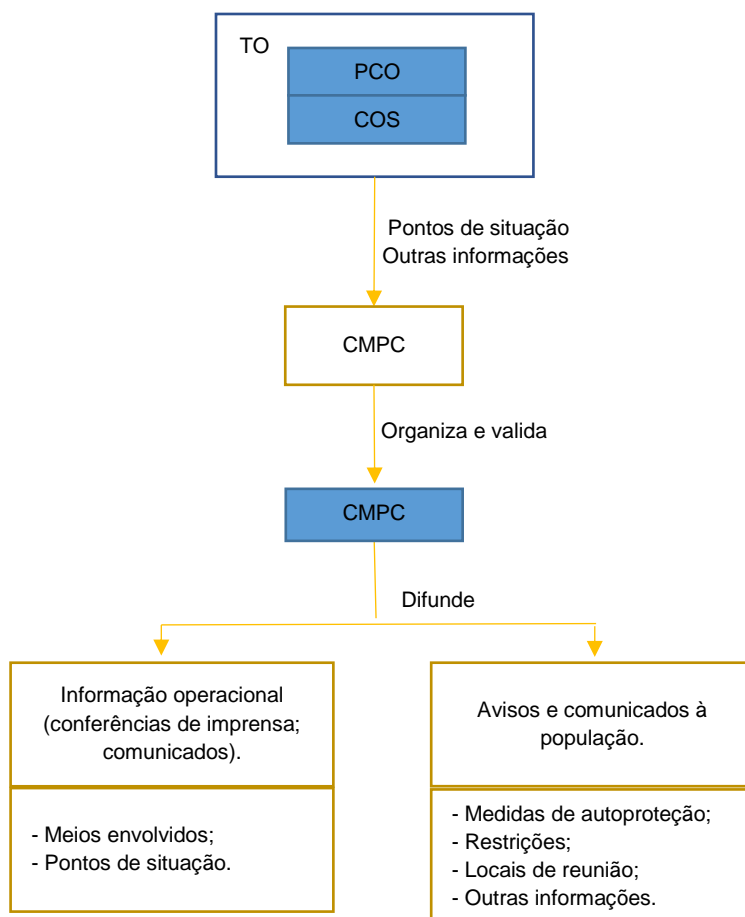 TO
PCO
COS
Pontos de situação
Outras informações
CMPC
Organiza e valida
CMPC
Difunde
Informação operacional
(conferências de imprensa;
comunicados).
- Meios envolvidos;
- Pontos de situação.
Avisos e comunicados à
população.
- Medidas de autoproteção;
- Restrições;
- Locais de reunião;
- Outras informações.